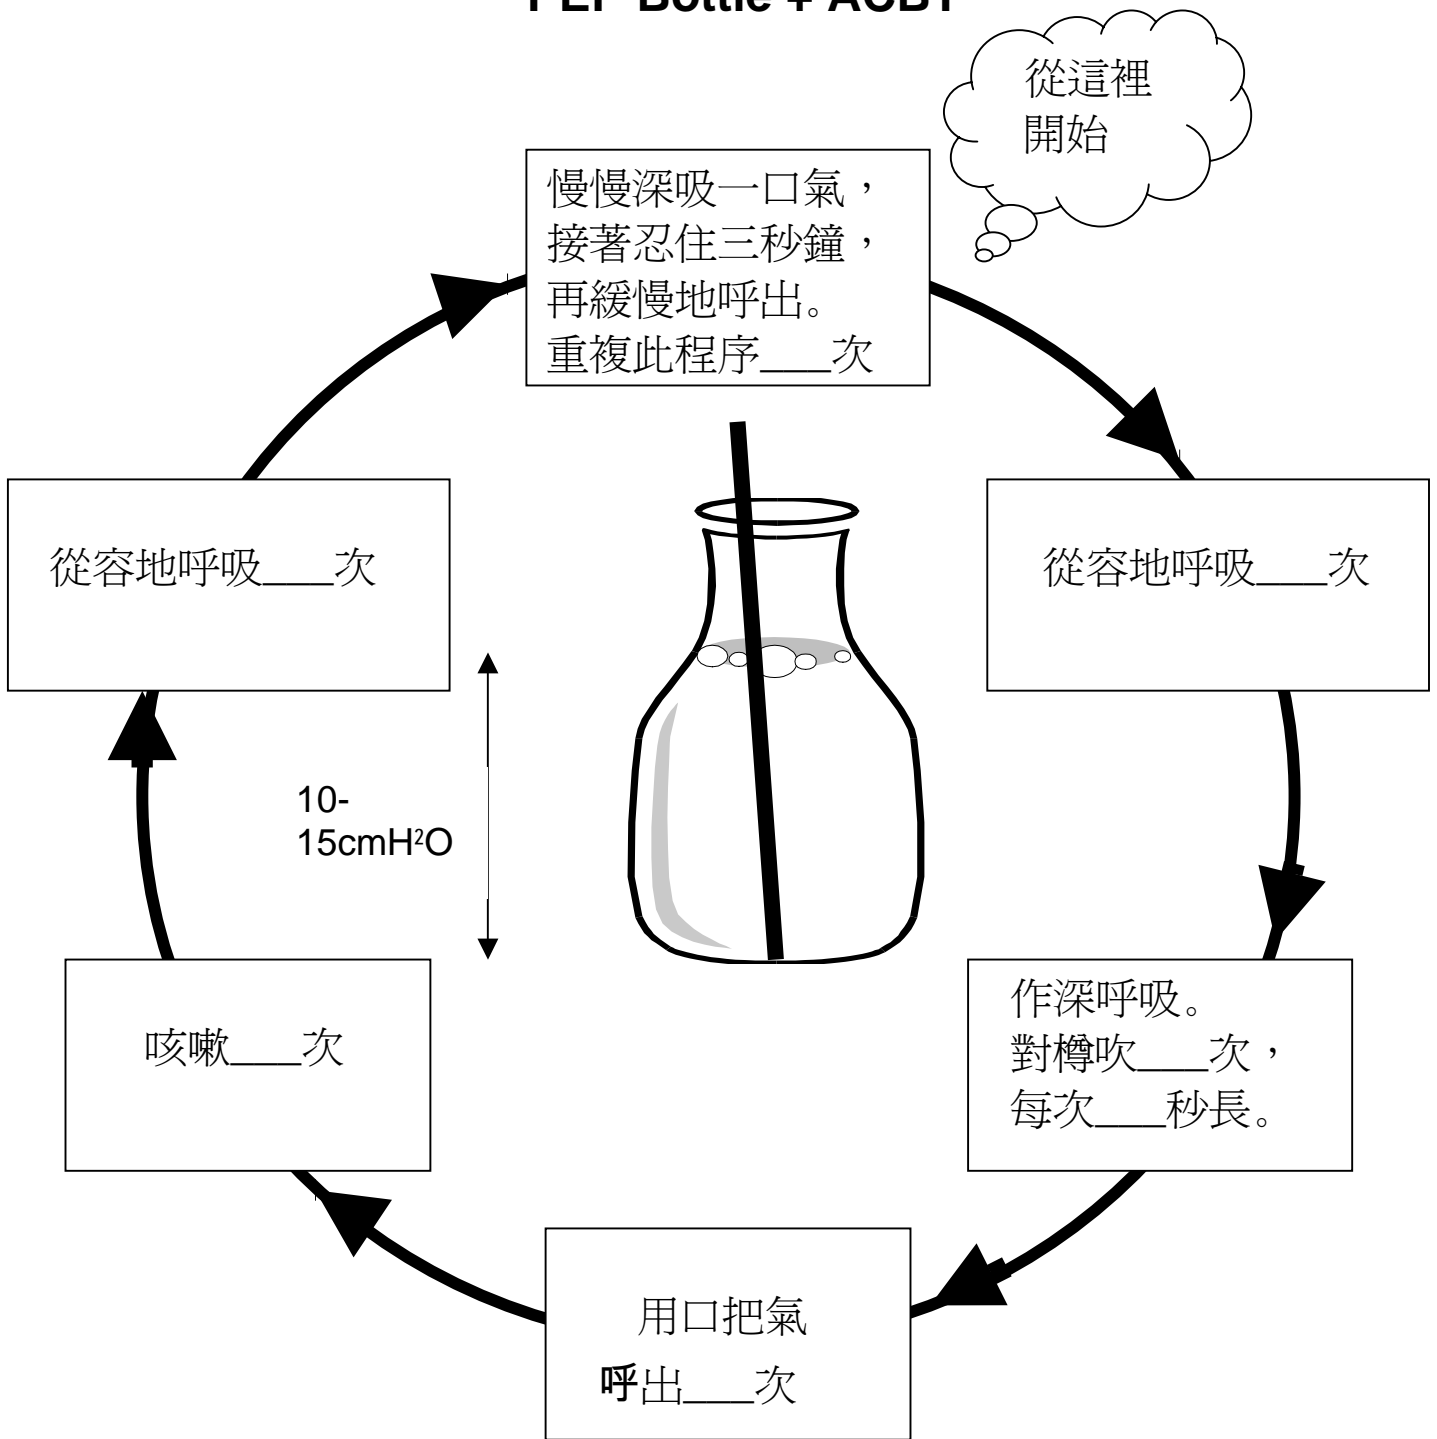 Bottle + ACBT
從這裡
開始
慢慢深吸一口氣，
接著忍住三秒鐘，
再緩慢地呼出。
重複此程序___次
從容地呼吸___次
從容地呼吸___次
10-
15cmH²O
作深呼吸。
對樽吹___次，
每次___秒長。
咳嗽___次
用口把氣
呼出___次